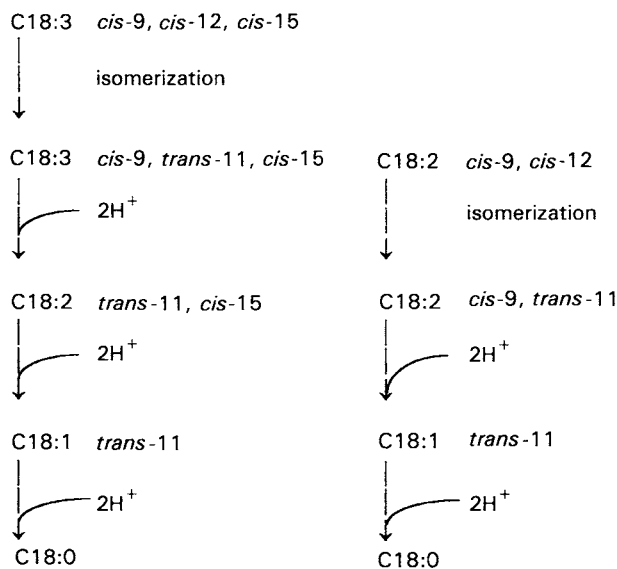 C18:3 cis-9, cis-12, cis-15
isomerization
C18:3 cis-9, trans-11, cis-15
2H+
C18:2 trans-11, cis-15
2H+
C18:1 trans-11
2H+
C18:0
C18:2 cis-9, cis-12
isomerization
C18:2 cis-9, trans-11
2H+
C18:1 trans-11
2H+
C18:0